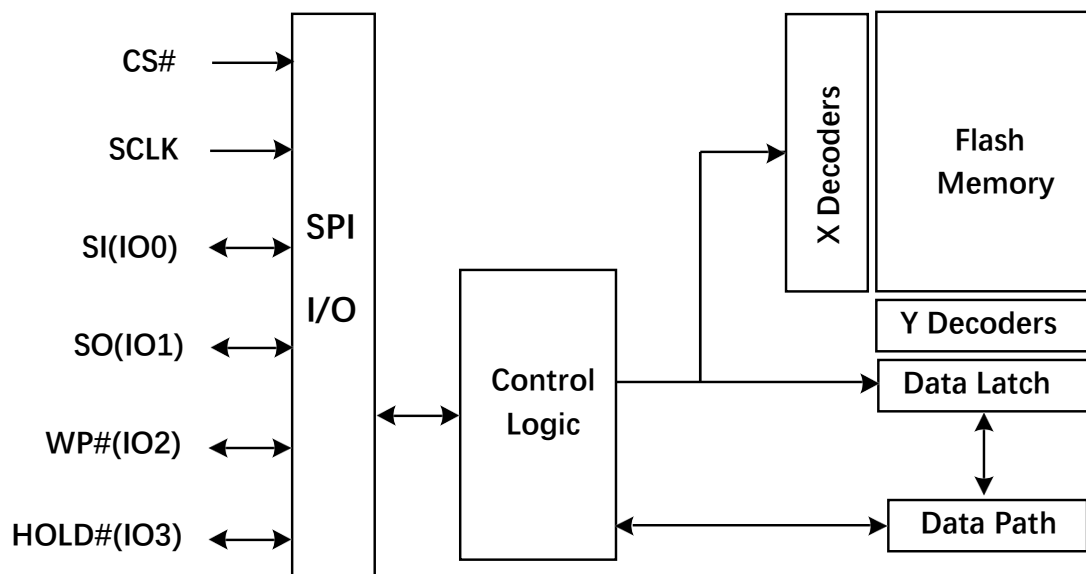 CS#
SCLK
SI(IO0)
SO(IO1)
WP#(IO2)
HOLD#(IO3)
SPI
I/O
Control
Logic
X Decoders
Flash
Memory
Y Decoders
Data Latch
Data Path